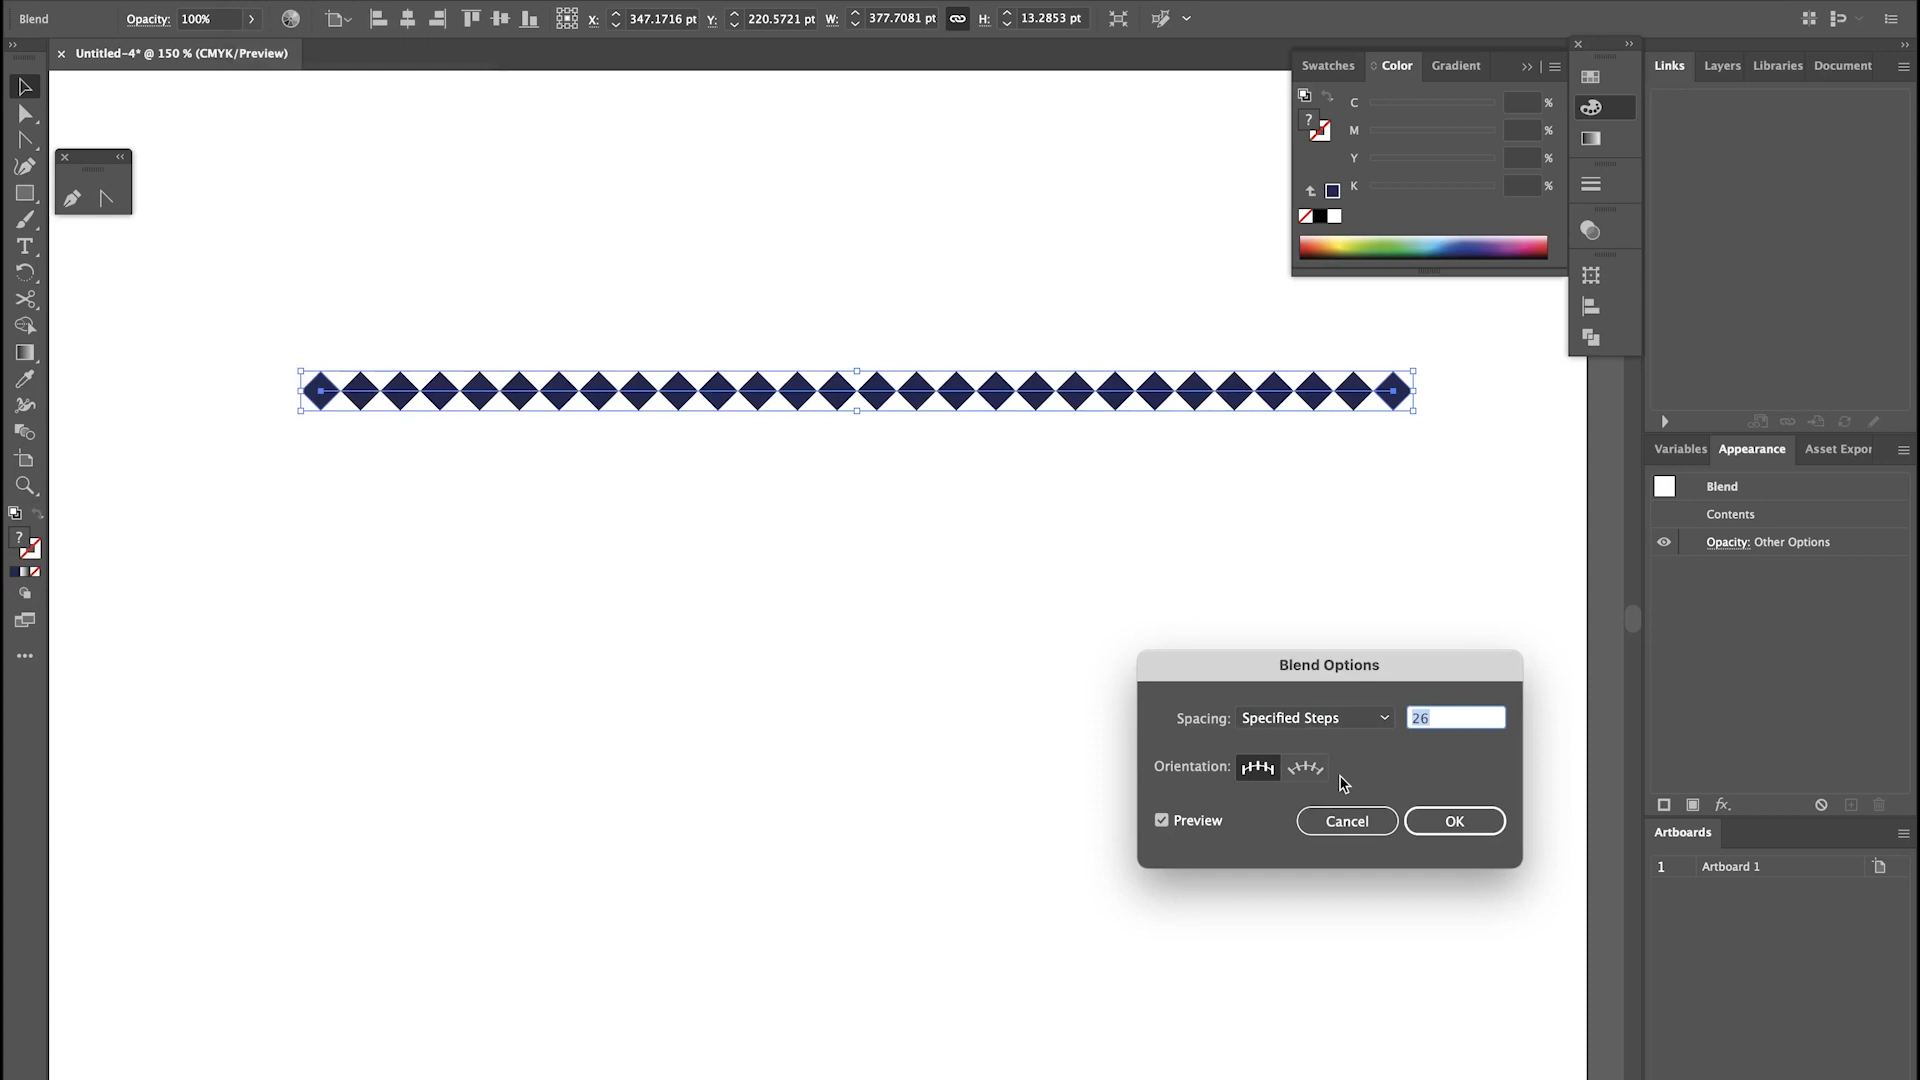 Blend
Opacity: 100%
X: 347.1716 pt Y: 220.5721 pt W: 377.7081 pt H: 13.2853 pt
Untitled-4* @ 150 % (CMYK/Preview)
Swatches Color Gradient
C %
M %
Y %
K %
?
Links Layers Libraries Document
T
?
Variables Appearance Asset Expor
Blend
Contents
Opacity: Other Options
fx.
Artboards
1 Artboard 1
Blend Options
Spacing: Specified Steps 26
Orientation:
Preview Cancel OK